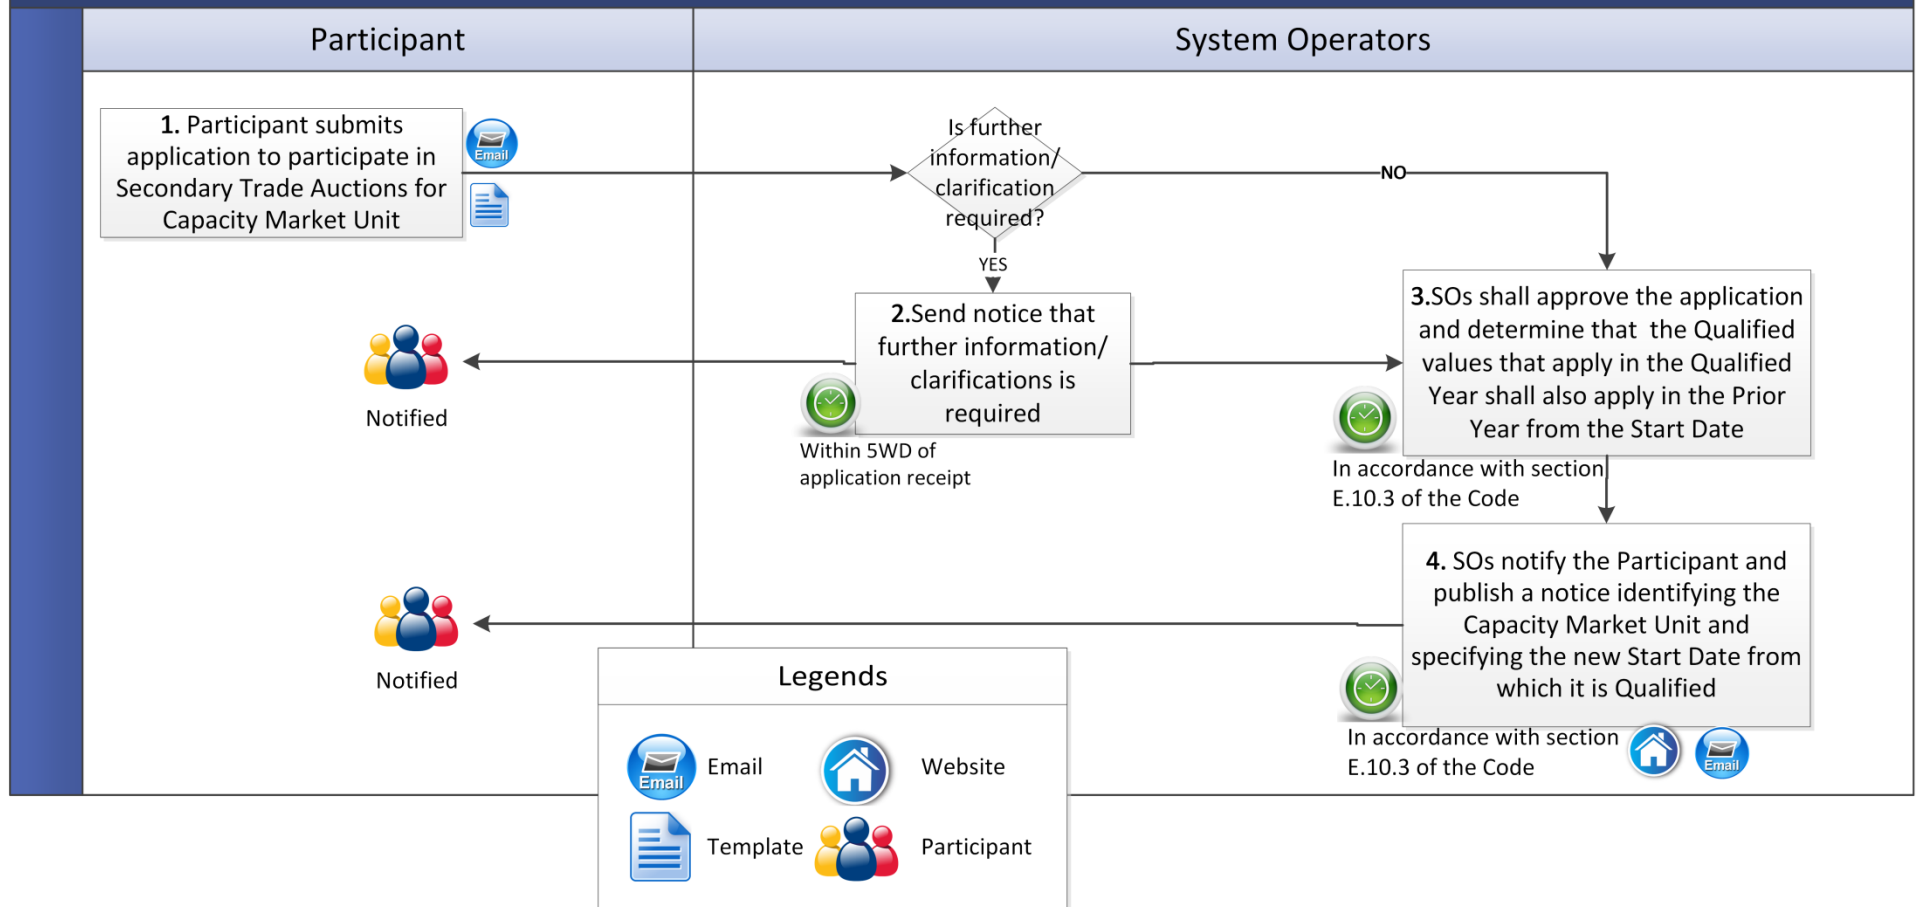 Participant
System Operators
1. Participant submits
application to participate in
Secondary Trade Auctions for
Capacity Market Unit
Email
Is further
information/
clarification
required?
NO
YES
2.Send notice that
further information/
clarifications is
required
Within 5WD of
application receipt
Notified
3.SOs shall approve the application
and determine that the Qualified
values that apply in the Qualified
Year shall also apply in the Prior
Year from the Start Date
In accordance with section
E.10.3 of the Code
4. SOs notify the Participant and
publish a notice identifying the
Capacity Market Unit and
specifying the new Start Date from
which it is Qualified
In accordance with section
E.10.3 of the Code
Email
Notified
Legends
Email
Email
Website
Template
Participant